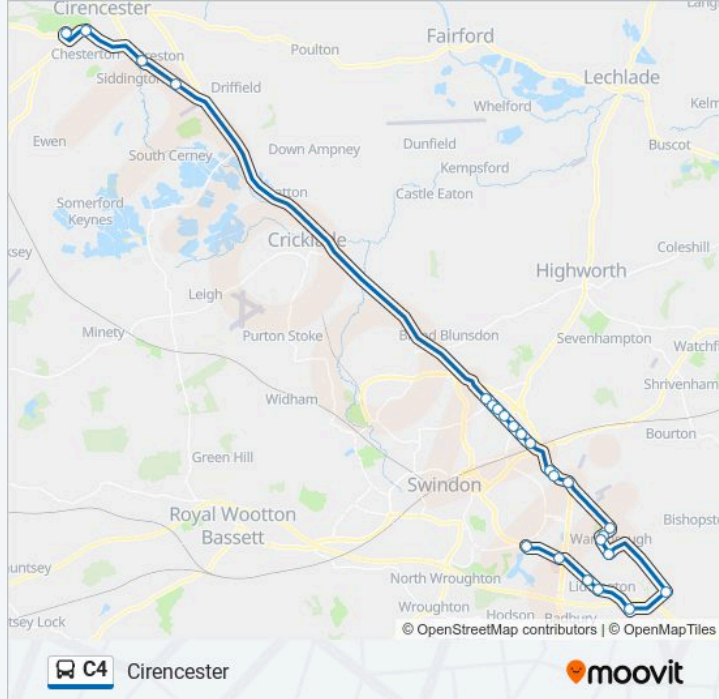 Cirencester
Chesterton
Preston
Siddington
Poulton
Fairford
Lechlade
Driffield
Whelford
Ewen
South Cerney
Down Ampney
Dunfield
Buscot
Kempsford
Somerford
Keynes
Castle Eaton
Cricklade
Coleshill
Highworth
Leigh
Minety
Purton Stoke
Sevenhampton
Widham
Bourton
Green Hill
Swindon
Royal Wootton
Bassett
North Wroughton
Wroughton
Hodson
© OpenStreetMap contributors | © OpenMapTiles
C4 Cirencester
moovit